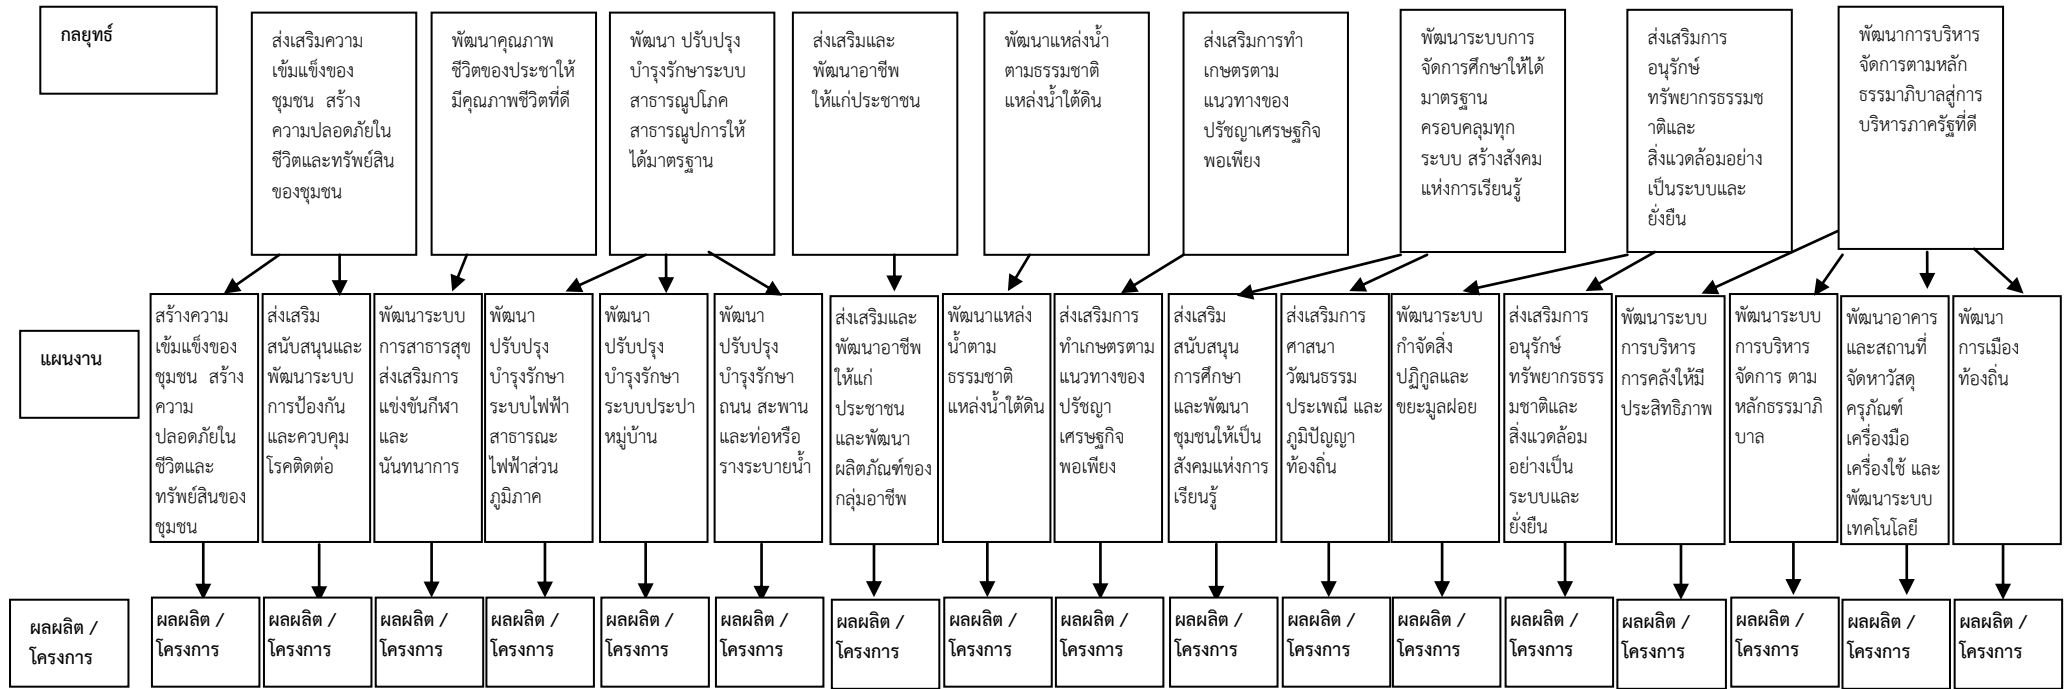 กลยุทธ์
ส่งเสริมความ
เข้มแข็งของ
ชุมชน สร้าง
ความปลอดภัยใน
ชีวิตและทรัพย์สิน
ของชุมชน
พัฒนาคุณภาพ
ชีวิตของประชาให้
มีคุณภาพชีวิตที่ดี
พัฒนา ปรับปรุง
บำรุงรักษาระบบ
สาธารณูปโภค
สาธารณูปการให้
ได้มาตรฐาน
ส่งเสริมและ
พัฒนาอาชีพ
ให้แก่ประชาชน
พัฒนาแหล่งน้ำ
ตามธรรมชาติ
แหล่งน้ำใต้ดิน
ส่งเสริมการทำ
เกษตรตาม
แนวทางของ
ปรัชญาเศรษฐกิจ
พอเพียง
พัฒนาระบบการ
จัดการศึกษาให้ได้
มาตรฐาน
ครอบคลุมทุก
ระบบ สร้างสังคม
แห่งการเรียนรู้
ส่งเสริมการ
อนุรักษ์
ทรัพยากรธรรมช
าติและ
สิ่งแวดล้อมอย่าง
เป็นระบบและ
ยั่งยืน
พัฒนาการบริหาร
จัดการตามหลัก
ธรรมาภิบาลสู่การ
บริหารภาครัฐที่ดี
แผนงาน
สร้างความ
เข้มแข็งของ
ชุมชน สร้าง
ความ
ปลอดภัยใน
ชีวิตและ
ทรัพย์สินของ
ชุมชน
ส่งเสริม
สนับสนุนและ
พัฒนาระบบ
การป้องกัน
และควบคุม
โรคติดต่อ
พัฒนาระบบ
การสาธารสุข
ส่งเสริมการ
แข่งขันกีฬา
และ
นันทนาการ
พัฒนา
ปรับปรุง
บำรุงรักษา
ระบบไฟฟ้า
สาธารณะ
ไฟฟ้าส่วน
ภูมิภาค
พัฒนา
ปรับปรุง
บำรุงรักษา
ระบบประปา
หมู่บ้าน
พัฒนา
ปรับปรุง
บำรุงรักษา
ถนน สะพาน
และท่อหรือ
รางระบายน้ำ
ส่งเสริมและ
พัฒนาอาชีพ
ให้แก่
ประชาชน
และพัฒนา
ผลิตภัณฑ์ของ
กลุ่มอาชีพ
พัฒนาแหล่ง
น้ำตาม
ธรรมชาติ
แหล่งน้ำใต้ดิน
ส่งเสริมการ
ทำเกษตรตาม
แนวทางของ
ปรัชญา
เศรษฐกิจ
พอเพียง
ส่งเสริม
สนับสนุน
การศึกษา
และพัฒนา
ชุมชนให้เป็น
สังคมแห่งการ
เรียนรู้
ส่งเสริมการ
ศาสนา
วัฒนธรรม
ประเพณี และ
ภูมิปัญญา
ท้องถิ่น
พัฒนาระบบ
กำจัดสิ่ง
ปฏิกูลและ
ขยะมูลฝอย
ส่งเสริมการ
อนุรักษ์
ทรัพยากรธรร
มชาติและ
สิ่งแวดล้อม
อย่างเป็น
ระบบและ
ยั่งยืน
พัฒนาระบบ
การบริหาร
การคลังให้มี
ประสิทธิภาพ
พัฒนาระบบ
การบริหาร
จัดการ ตาม
หลักธรรมาภิ
บาล
พัฒนาอาคาร
และสถานที่
จัดหาวัสดุ
ครุภัณฑ์
เครื่องมือ
เครื่องใช้ และ
พัฒนาระบบ
เทคโนโลยี
พัฒนา
การเมือง
ท้องถิ่น
ผลผลิต /
โครงการ
ผลผลิต /
โครงการ
ผลผลิต /
โครงการ
ผลผลิต /
โครงการ
ผลผลิต /
โครงการ
ผลผลิต /
โครงการ
ผลผลิต /
โครงการ
ผลผลิต /
โครงการ
ผลผลิต /
โครงการ
ผลผลิต /
โครงการ
ผลผลิต /
โครงการ
ผลผลิต /
โครงการ
ผลผลิต /
โครงการ
ผลผลิต /
โครงการ
ผลผลิต /
โครงการ
ผลผลิต /
โครงการ
ผลผลิต /
โครงการ
ผลผลิต /
โครงการ